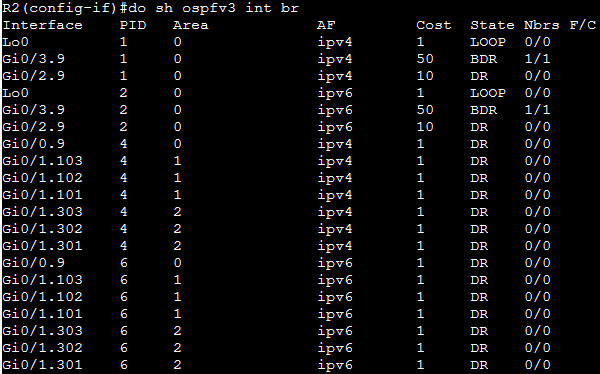 R2(config-if)#do sh ospfv3 int br
Interface    PID   Area            AF         Cost  State Nbrs F/C
Lo0          1     0               ipv4       1     LOOP  0/0
Gi0/3.9      1     0               ipv4       50    BDR   1/1
Gi0/2.9      1     0               ipv4       10    DR    0/0
Lo0          2     0               ipv6       1     LOOP  0/0
Gi0/3.9      2     0               ipv6       50    BDR   1/1
Gi0/2.9      2     0               ipv6       10    DR    0/0
Gi0/0.9      4     0               ipv4       1     DR    0/0
Gi0/1.103    4     1               ipv4       1     DR    0/0
Gi0/1.102    4     1               ipv4       1     DR    0/0
Gi0/1.101    4     1               ipv4       1     DR    0/0
Gi0/1.303    4     2               ipv4       1     DR    0/0
Gi0/1.302    4     2               ipv4       1     DR    0/0
Gi0/1.301    4     2               ipv4       1     DR    0/0
Gi0/0.9      6     0               ipv6       1     DR    0/0
Gi0/1.103    6     1               ipv6       1     DR    0/0
Gi0/1.102    6     1               ipv6       1     DR    0/0
Gi0/1.101    6     1               ipv6       1     DR    0/0
Gi0/1.303    6     2               ipv6       1     DR    0/0
Gi0/1.302    6     2               ipv6       1     DR    0/0
Gi0/1.301    6     2               ipv6       1     DR    0/0